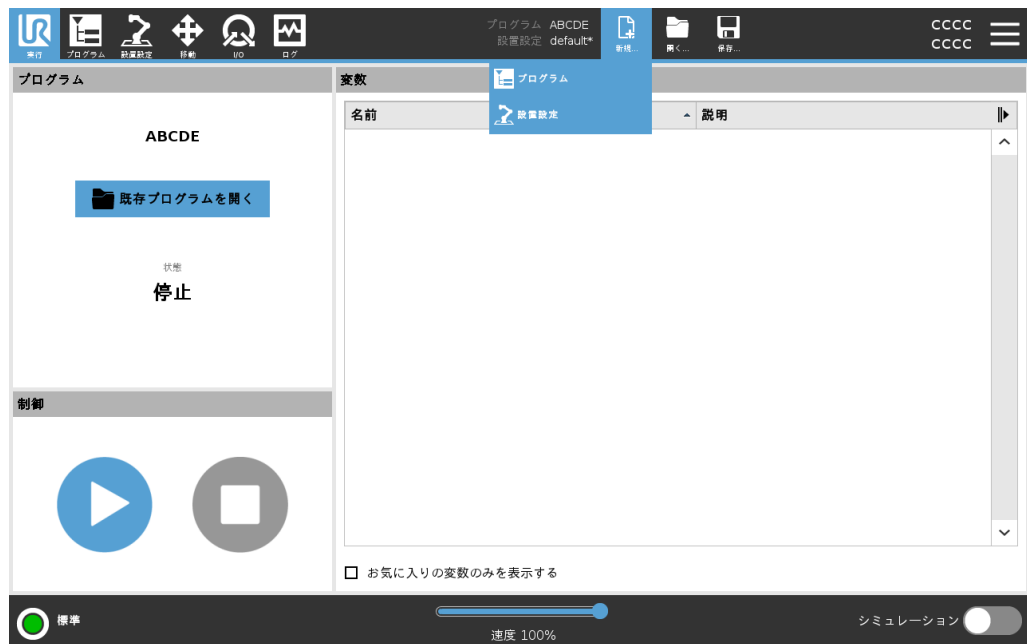 UR
実行
プログラム
設置設定
移動
I/O
ログ
プログラム ABCDE
設置設定 default*
新規...
開く...
保存...
CCCC
CCCC
プログラム
設置設定
プログラム
ABCDE
既存プログラムを開く
状態
停止
制御
変数
名前
説明
お気に入りの変数のみを表示する
標準
速度 100%
シミュレーション